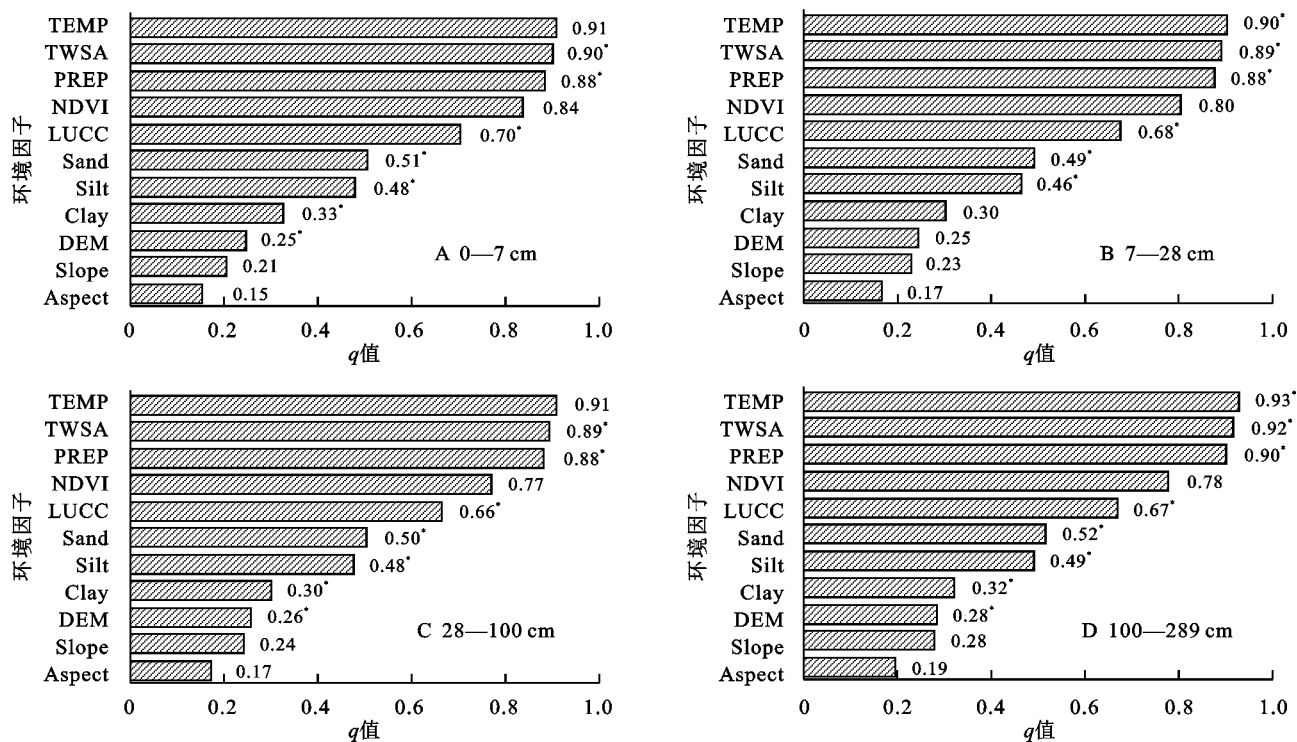 环境因子
TEMP 0.91
TWSA 0.90*
PREP 0.88*
NDVI 0.84
LUCC 0.70*
Sand 0.51*
Silt 0.48*
Clay 0.33*
DEM 0.25*
Slope 0.21
Aspect 0.15
A 0—7 cm
0 0.2 0.4 0.6 0.8 1.0
q值
环境因子
TEMP 0.90*
TWSA 0.89*
PREP 0.88*
NDVI 0.80
LUCC 0.68*
Sand 0.49*
Silt 0.46*
Clay 0.30
DEM 0.25
Slope 0.23
Aspect 0.17
B 7—28 cm
0 0.2 0.4 0.6 0.8 1.0
q值
环境因子
TEMP 0.91
TWSA 0.89*
PREP 0.88*
NDVI 0.77
LUCC 0.66*
Sand 0.50*
Silt 0.48*
Clay 0.30*
DEM 0.26*
Slope 0.24
Aspect 0.17
C 28—100 cm
0 0.2 0.4 0.6 0.8 1.0
q值
环境因子
TEMP 0.93*
TWSA 0.92*
PREP 0.90*
NDVI 0.78
LUCC 0.67*
Sand 0.52*
Silt 0.49*
Clay 0.32*
DEM 0.28*
Slope 0.28
Aspect 0.19
D 100—289 cm
0 0.2 0.4 0.6 0.8 1.0
q值